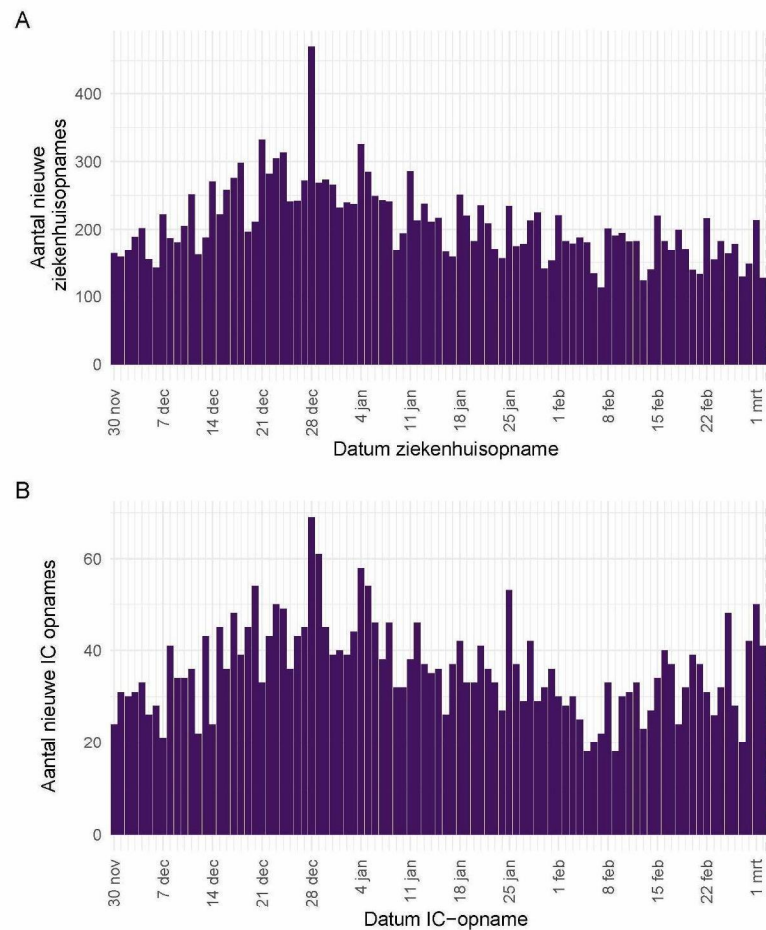 A
Aantal nieuwe
ziekenhuisopnames
400
300
200
100
0
30 nov
7 dec
14 dec
21 dec
28 dec
4 jan
11 jan
18 jan
25 jan
1 feb
8 feb
15 feb
22 feb
1 mrt
Datum ziekenhuisopname
B
Aantal nieuwe IC opnames
60
40
20
0
30 nov
7 dec
14 dec
21 dec
28 dec
4 jan
11 jan
18 jan
25 jan
1 feb
8 feb
15 feb
22 feb
1 mrt
Datum IC−opname